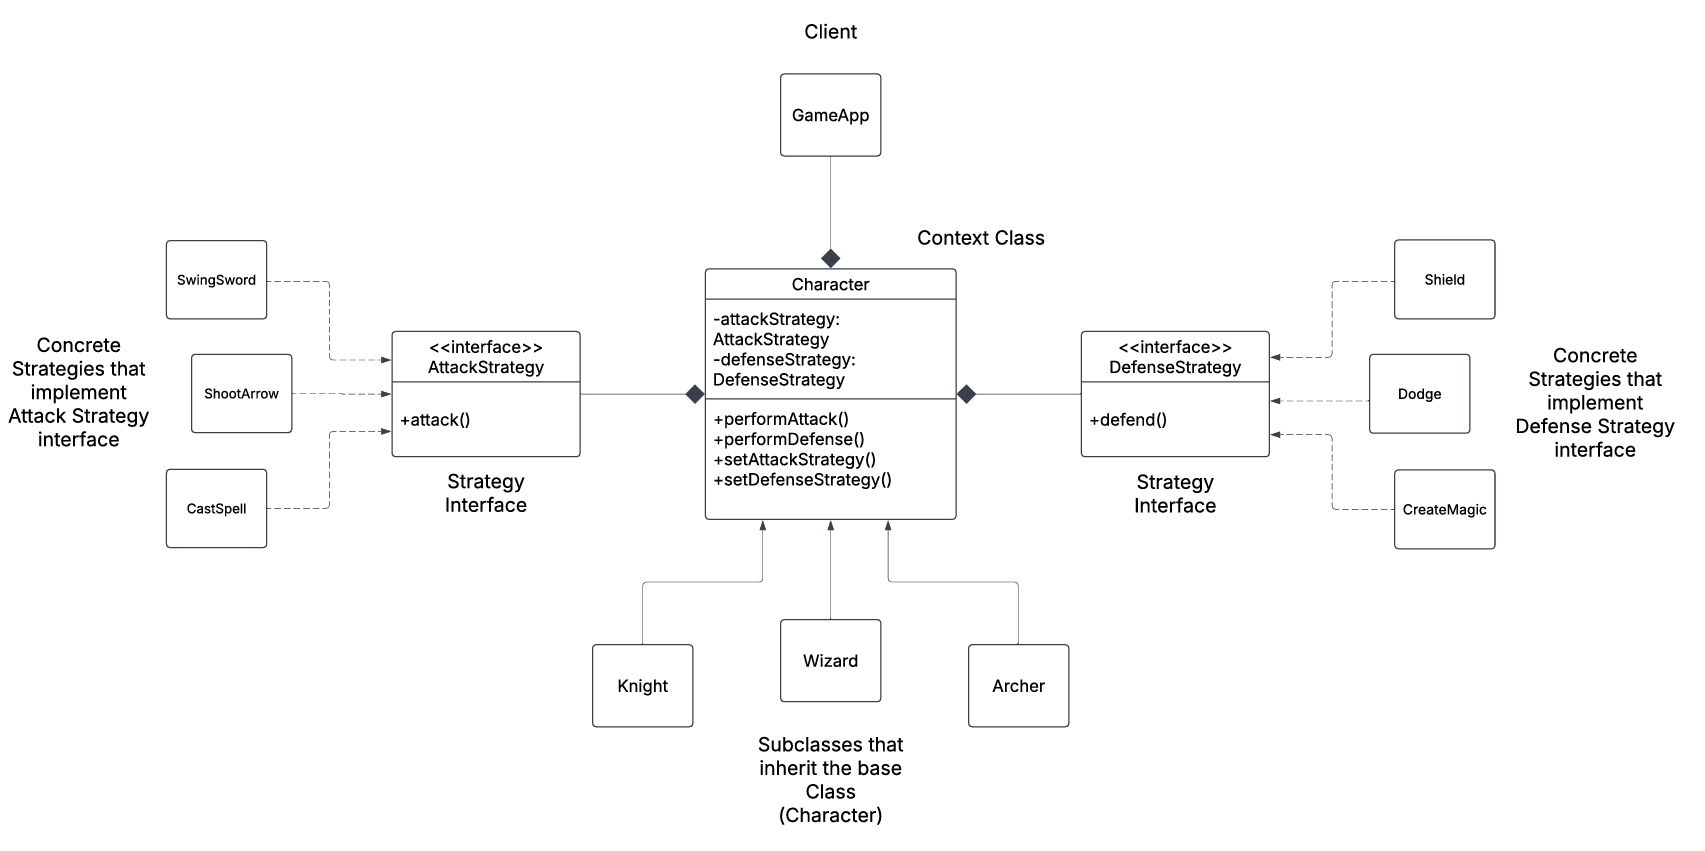 Client
GameApp
Context Class
SwingSword
ShootArrow
CastSpell
Concrete
Strategies that
implement
Attack Strategy
interface
<<interface>>
AttackStrategy
+attack()
Strategy
Interface
Character
-attackStrategy:
AttackStrategy
-defenseStrategy:
DefenseStrategy
+performAttack()
+performDefense()
+setAttackStrategy()
+setDefenseStrategy()
<<interface>>
DefenseStrategy
+defend()
Strategy
Interface
Shield
Dodge
CreateMagic
Concrete
Strategies that
implement
Defense Strategy
interface
Knight
Wizard
Archer
Subclasses that
inherit the base
Class
(Character)